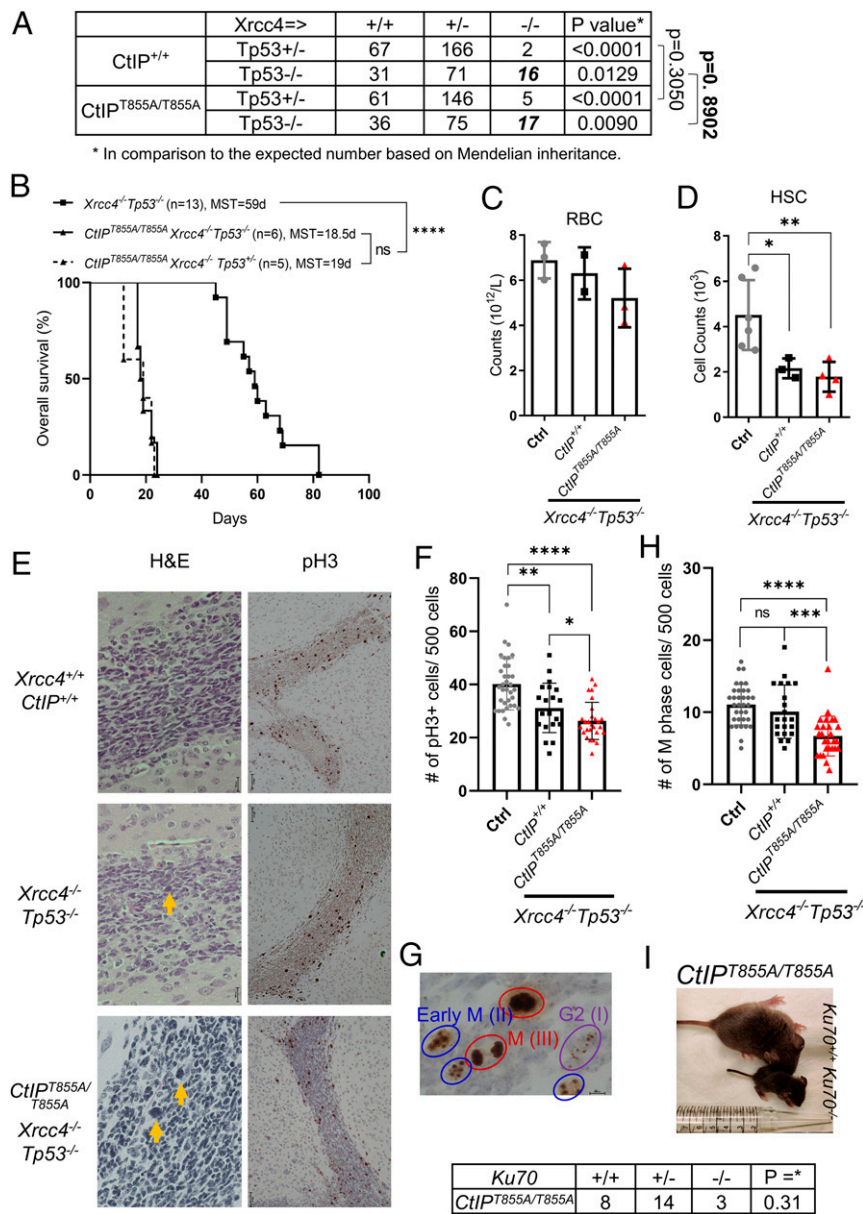 A
Xrcc4=> +/+ +/- -/- P value*
CtIP+/+ Tp53+/- 67 166 2 <0.0001
Tp53-/- 31 71 16 0.0129
CtIPT855A/T855A Tp53+/- 61 146 5 <0.0001
Tp53-/- 36 75 17 0.0090
p=0.3050
p=0. 8902
* In comparison to the expected number based on Mendelian inheritance.
B
Xrcc4-/-Tp53-/- (n=13), MST=59d
CtIPT855A/T855A Xrcc4-/-Tp53-/- (n=6), MST=18.5d
CtIPT855A/T855A Xrcc4-/- Tp53+/- (n=5), MST=19d
ns
****
Overall survival (%)
100
50
0
0 20 40 60 80 100
Days
C
RBC
Counts (10^12/L)
8
6
4
2
0
Ctrl
CtIP+/+
CtIPT855A/T855A
Xrcc4-/-Tp53-/-
D
HSC
Cell Counts (10^3)
8
6
4
2
0
**
*
Ctrl
CtIP+/+
CtIPT855A/T855A
Xrcc4-/-Tp53-/-
E
H&E pH3
Xrcc4+/+
CtIP+/+
Xrcc4-/-
Tp53-/-
CtIPT855A/
T855A
Xrcc4-/-
Tp53-/-
F
# of pH3+ cells/ 500 cells
80
60
40
20
0
****
**
*
Ctrl
CtIP+/+
CtIPT855A/T855A
Xrcc4-/-Tp53-/-
H
# of M phase cells/ 500 cells
30
20
10
0
****
ns ***
Ctrl
CtIP+/+
CtIPT855A/T855A
Xrcc4-/-Tp53-/-
G
Early M (II)
G2 (I)
M (III)
I
CtIPT855A/T855A
Ku70+/+ Ku70-/-
Ku70 +/+ +/- -/- P =*
CtIPT855A/T855A 8 14 3 0.31